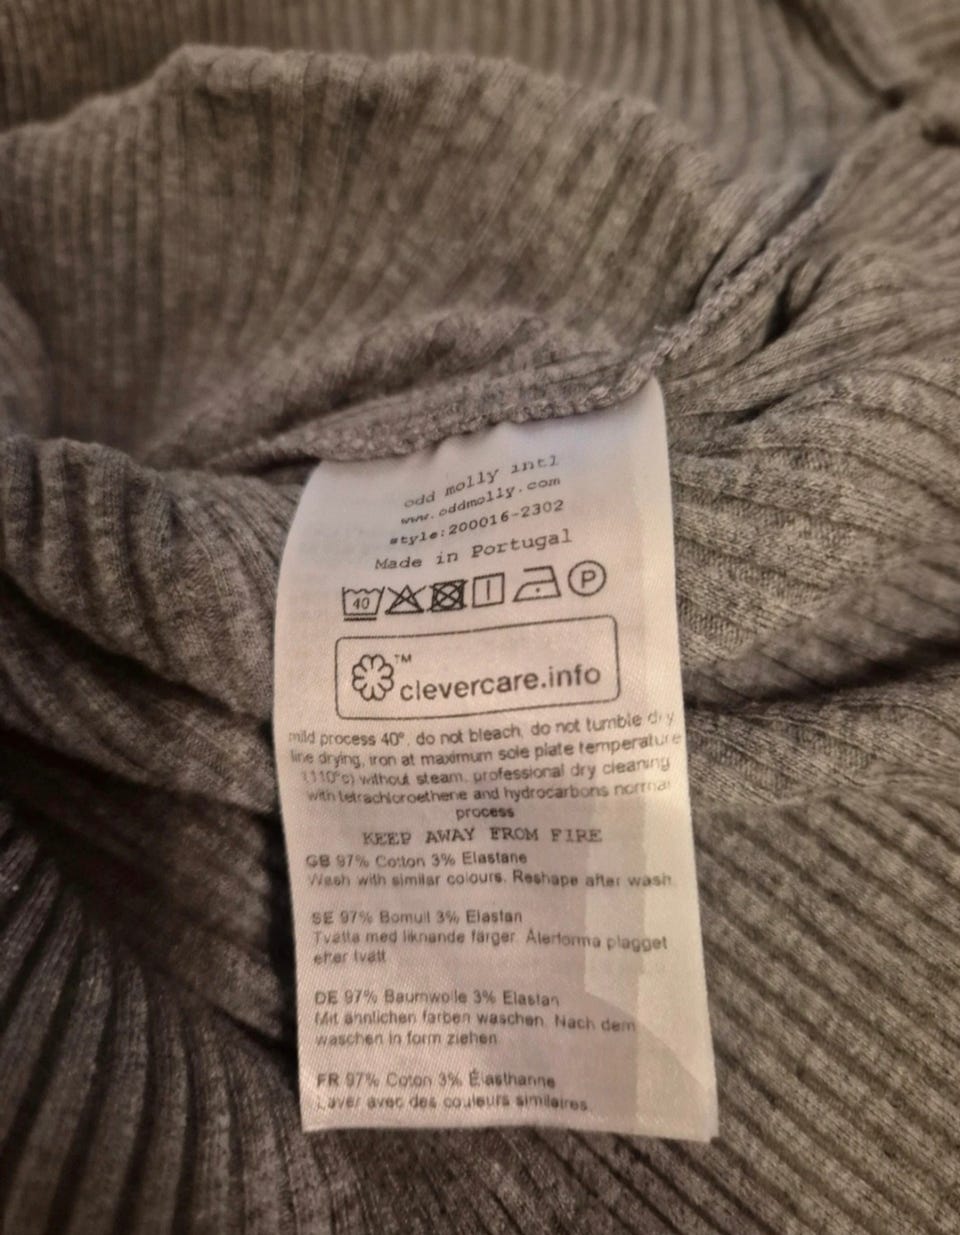 odd molly intl
www.oddmolly.com
style:200016-2302
Made in Portugal
40 P
™
clevercare.info
mild process 40°, do not bleach, do not tumble dry
line drying, iron at maximum sole plate temperature
(110°c) without steam, professional dry cleaning
with tetrachloroethene and hydrocarbons normal
process
KEEP AWAY FROM FIRE
GB 97% Cotton 3% Elastane
Wash with similar colours. Reshape after wash.
SE 97% Bomull 3% Elastan
Tvätta med liknande färger. Återforma plagget
efter tvätt
DE 97% Baumwolle 3% Elastan
Mit ähnlichen farben waschen. Nach dem
waschen in form ziehen
FR 97% Coton 3% Élasthanne
Laver avec des couleurs similaires.